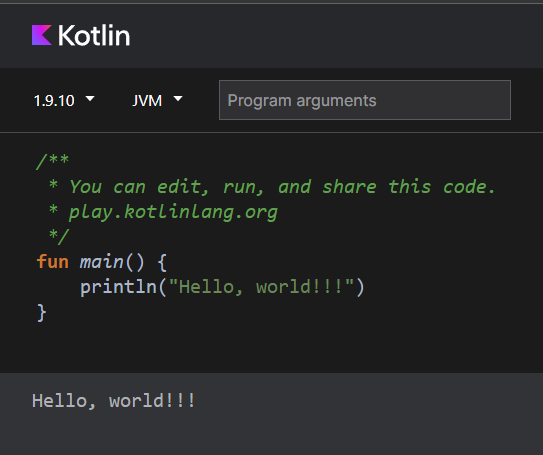 Kotlin
1.9.10 JVM Program arguments
/**
 * You can edit, run, and share this code.
 * play.kotlinlang.org
 */
fun main() {
    println("Hello, world!!!")
}
Hello, world!!!